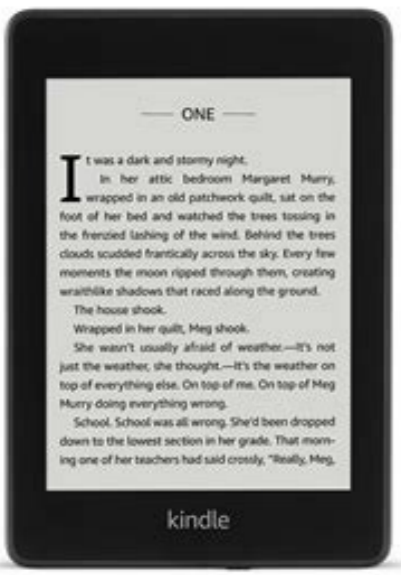 ONE
It was a dark and stormy night.
In her attic bedroom Margaret Murry,
wrapped in an old patchwork quilt, sat on the
foot of her bed and watched the trees tossing in
the frenzied lashing of the wind. Behind the trees
clouds scudded frantically across the sky. Every few
moments the moon ripped through them, creating
wraithlike shadows that raced along the ground.
The house shook.
Wrapped in her quilt, Meg shook.
She wasn't usually afraid of weather.—It's not
just the weather, she thought.—It's the weather on
top of everything else. On top of me. On top of Meg
Murry doing everything wrong.
School. School was all wrong. She'd been dropped
down to the lowest section in her grade. That morn-
ing one of her teachers had said crossly, "Really, Meg,
kindle